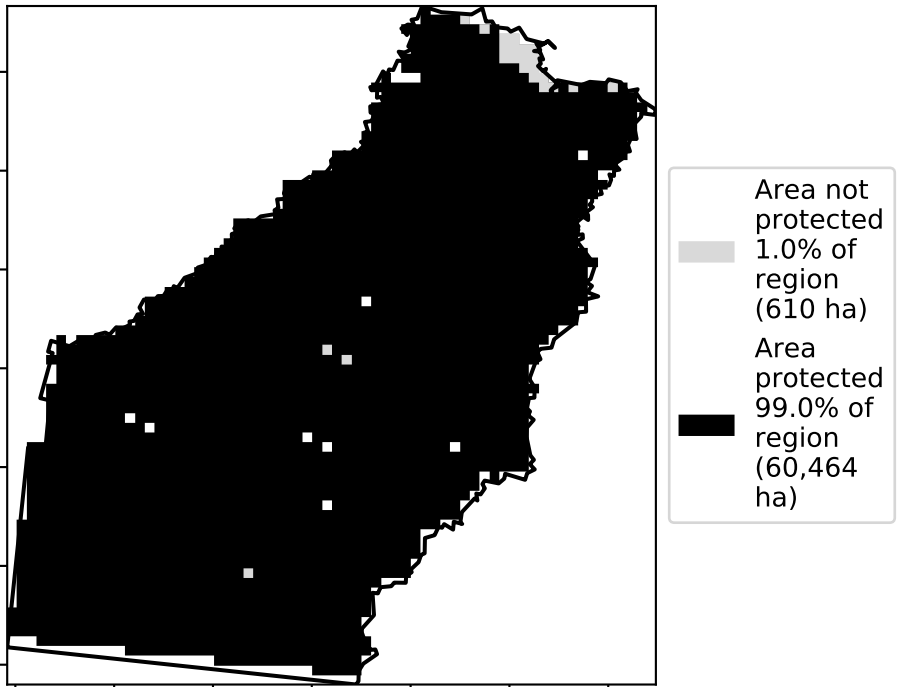 Area not
protected
1.0% of
region
(610 ha)
Area
protected
99.0% of
region
(60,464
ha)